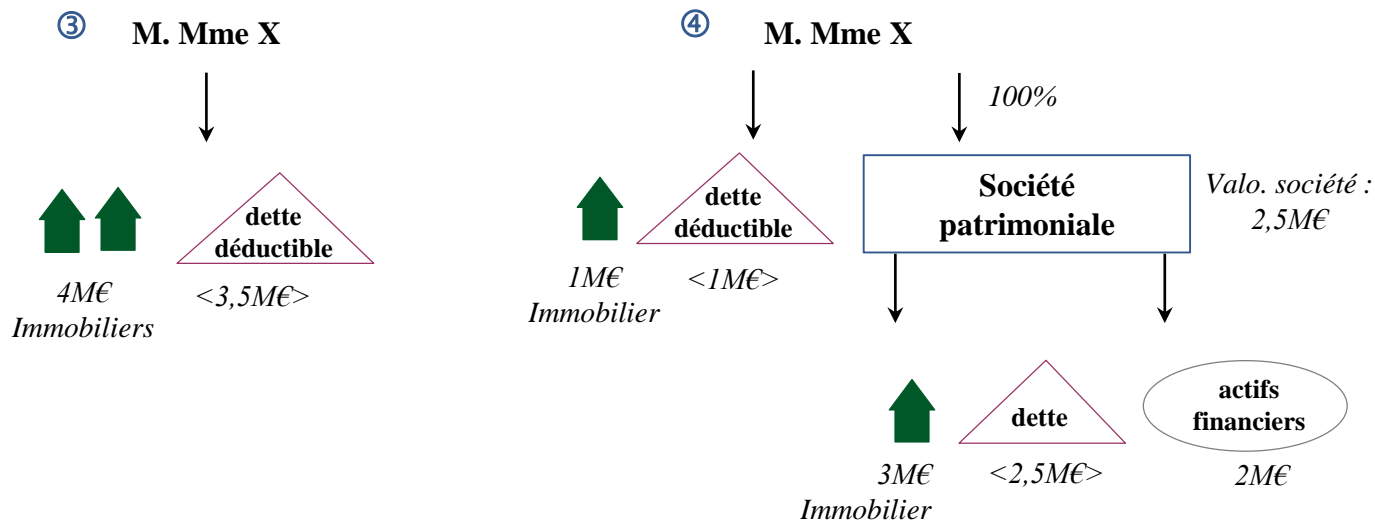 ③ M. Mme X
dette
déductible
4M€
Immobiliers
<3,5M€>
④ M. Mme X
100%
dette
déductible
1M€
Immobilier
<1M€>
Société
patrimoniale
Valo. société :
2,5M€
dette
actifs
financiers
3M€
Immobilier
<2,5M€>
2M€